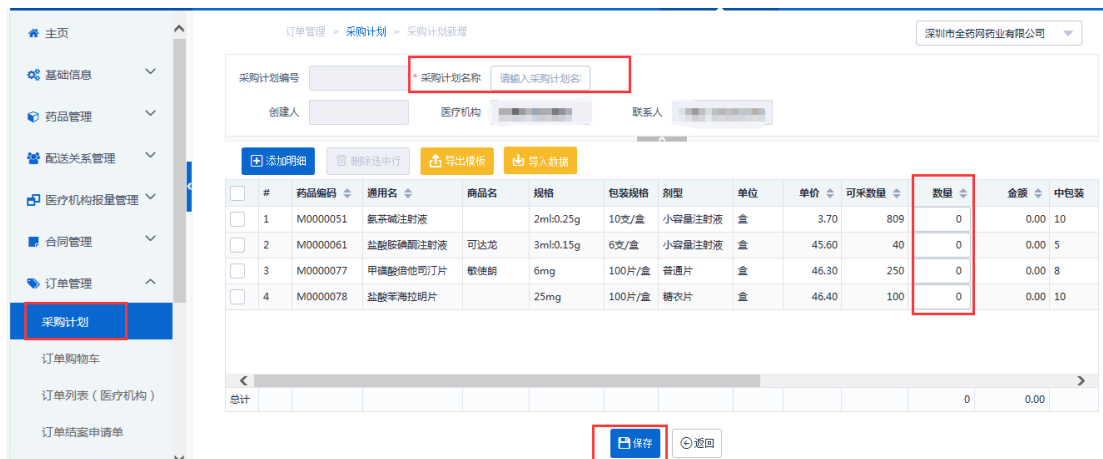 主页
基础信息
药品管理
配送关系管理
医疗机构报量管理
合同管理
订单管理
采购计划
订单购物车
订单列表（医疗机构）
订单结案申请单
订单管理 > 采购计划 > 采购计划新增
深圳市全药网药业有限公司
采购计划编号 * 采购计划名称 请输入采购计划名称
创建人 医疗机构 联系人
添加明细 删除选中行 导出模板 导入数据
# 药品编码 通用名 商品名 规格 包装规格 剂型 单位 单价 可采数量 数量 金额 中包装
1 M0000051 氨茶碱注射液 2ml:0.25g 10支/盒 小容量注射液 盒 3.70 809 0 0.00 10
2 M0000061 盐酸胺碘酮注射液 可达龙 3ml:0.15g 6支/盒 小容量注射液 盒 45.60 40 0 0.00 5
3 M0000077 甲磺酸倍他司汀片 敏使朗 6mg 100片/盒 普通片 盒 46.30 250 0 0.00 8
4 M0000078 盐酸苯海拉明片 25mg 100片/盒 糖衣片 盒 46.40 100 0 0.00 10
总计 0 0.00
保存 返回